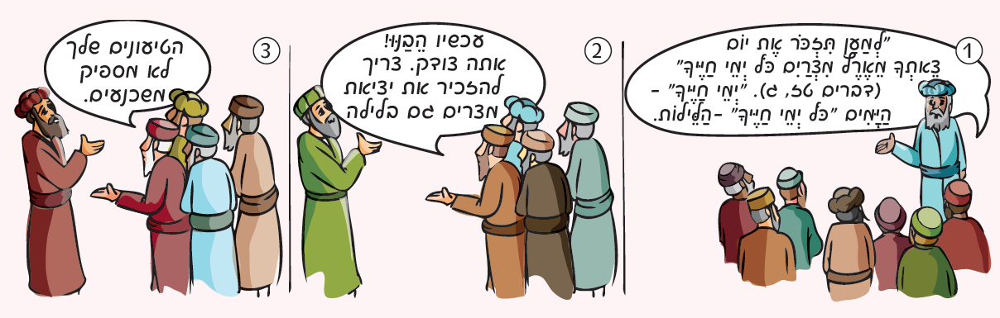 1
"לְמַעַן תִּזְכֹּר אֶת יוֹם
צֵאתְךָ מֵאֶרֶץ מִצְרַיִם כֹּל יְמֵי חַיֶּיךָ"
(דברים טז, ג). "יְמֵי חַיֶּיךָ" -
הַיָּמִים "כֹּל יְמֵי חַיֶּיךָ" -הַלֵּילוֹת.
2
עכשיו הֵבַנּוּ!
אתה צודק. צריך
להזכיר את יציאת
מצרים גם בלילה
3
הטיעונים שלך
לא מספיק
משכנעים.